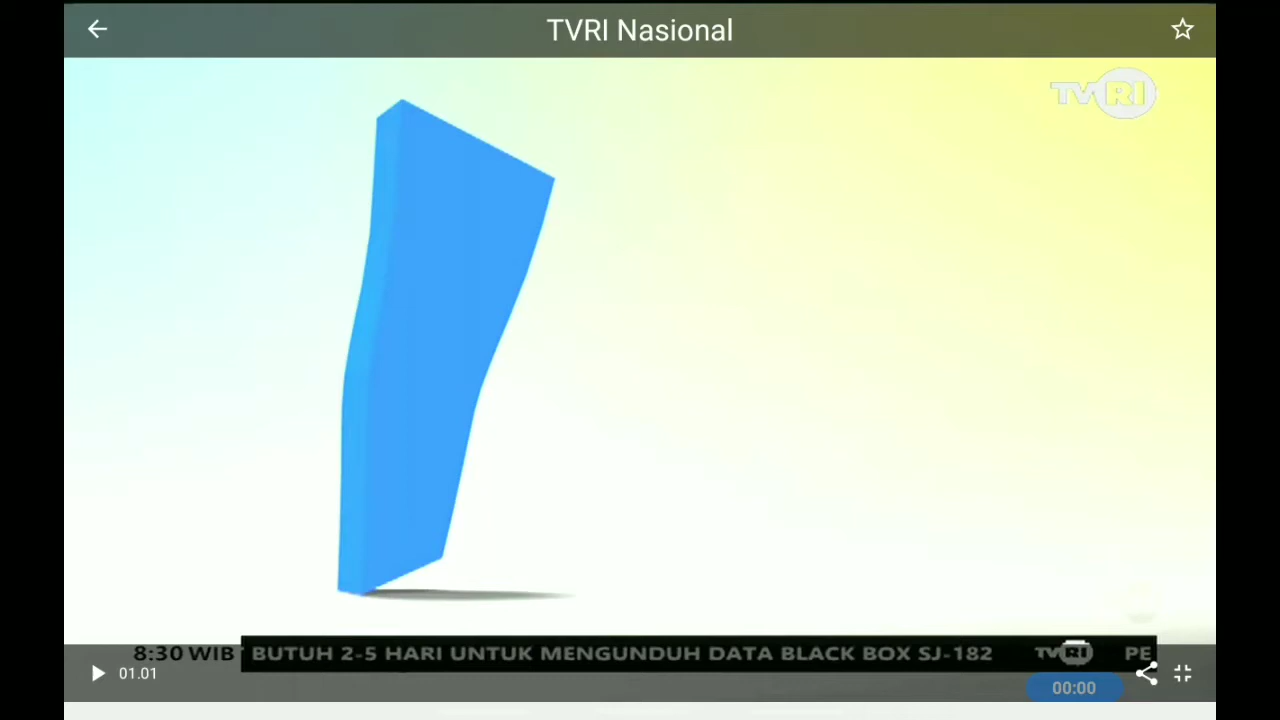 TVRI Nasional
TVRI
8:30 WIB BUTUH 2-5 HARI UNTUK MENGUNDUH DATA BLACK BOX SJ-182 TVRI PE
01.01
00:00